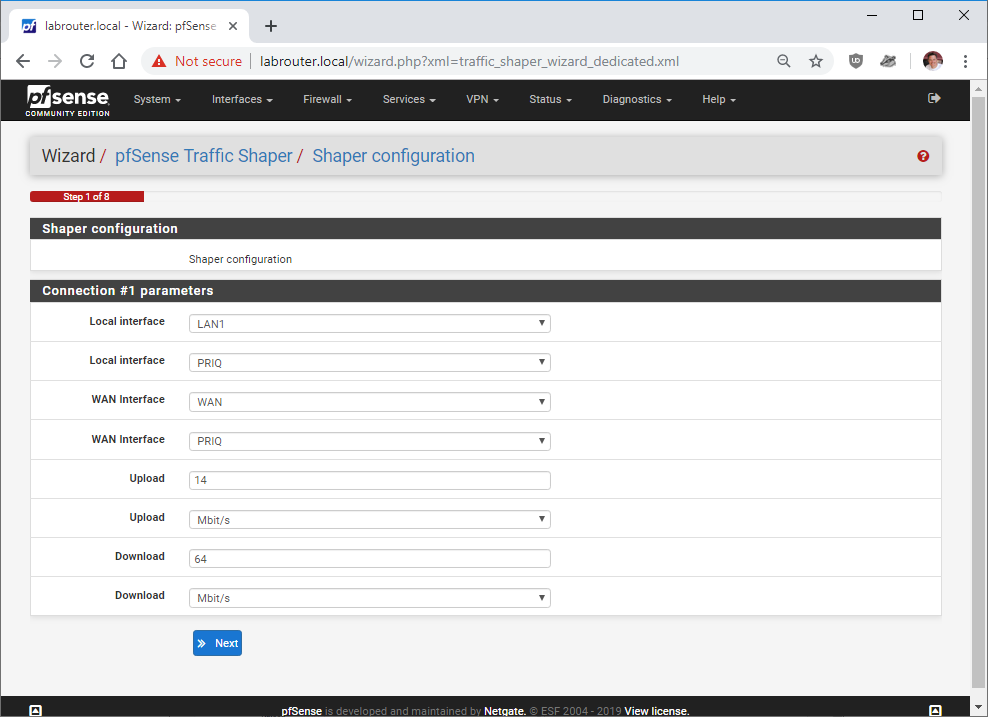 labrouter.local - Wizard: pfSense
Not secure | labrouter.local/wizard.php?xml=traffic_shaper_wizard_dedicated.xml
pfsense
COMMUNITY EDITION
System Interfaces Firewall Services VPN Status Diagnostics Help
Wizard / pfSense Traffic Shaper / Shaper configuration
Step 1 of 8
Shaper configuration
Shaper configuration
Connection #1 parameters
Local interface LAN1
Local interface PRIQ
WAN Interface WAN
WAN Interface PRIQ
Upload 14
Upload Mbit/s
Download 64
Download Mbit/s
Next
pfSense is developed and maintained by Netgate. © ESF 2004 - 2019 View license.